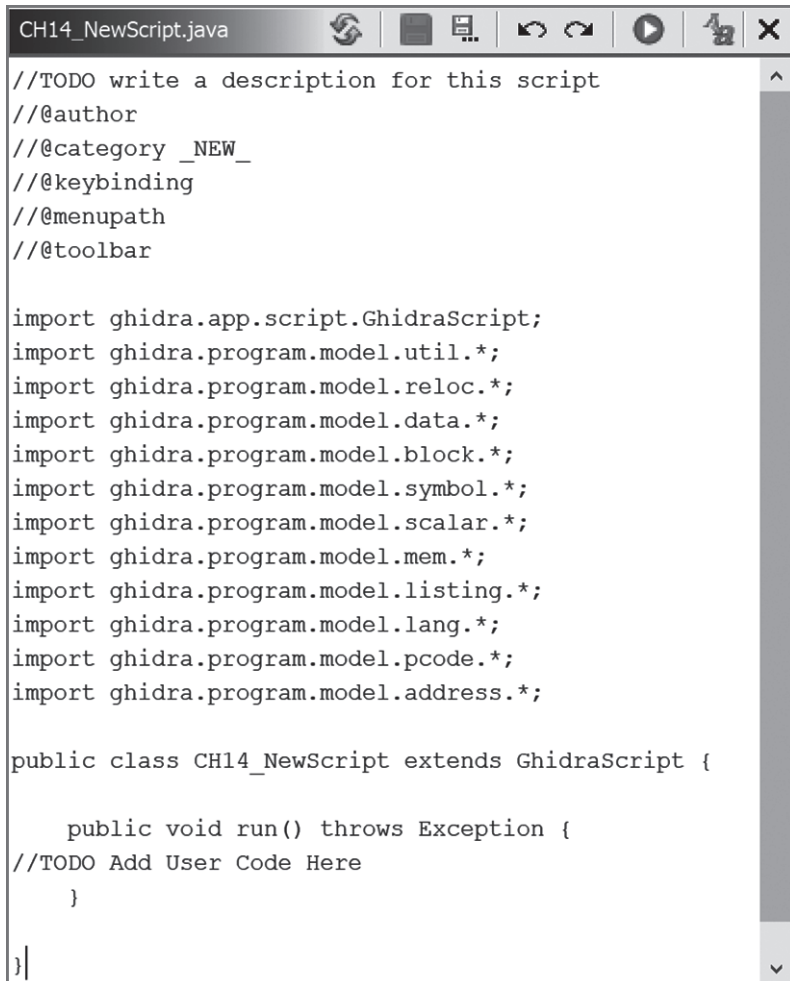 CH14_NewScript.java
//TODO write a description for this script
//@author
//@category _NEW_
//@keybinding
//@menupath
//@toolbar
import ghidra.app.script.GhidraScript;
import ghidra.program.model.util.*;
import ghidra.program.model.reloc.*;
import ghidra.program.model.data.*;
import ghidra.program.model.block.*;
import ghidra.program.model.symbol.*;
import ghidra.program.model.scalar.*;
import ghidra.program.model.mem.*;
import ghidra.program.model.listing.*;
import ghidra.program.model.lang.*;
import ghidra.program.model.pcode.*;
import ghidra.program.model.address.*;
public class CH14_NewScript extends GhidraScript {
    public void run() throws Exception {
//TODO Add User Code Here
    }
}